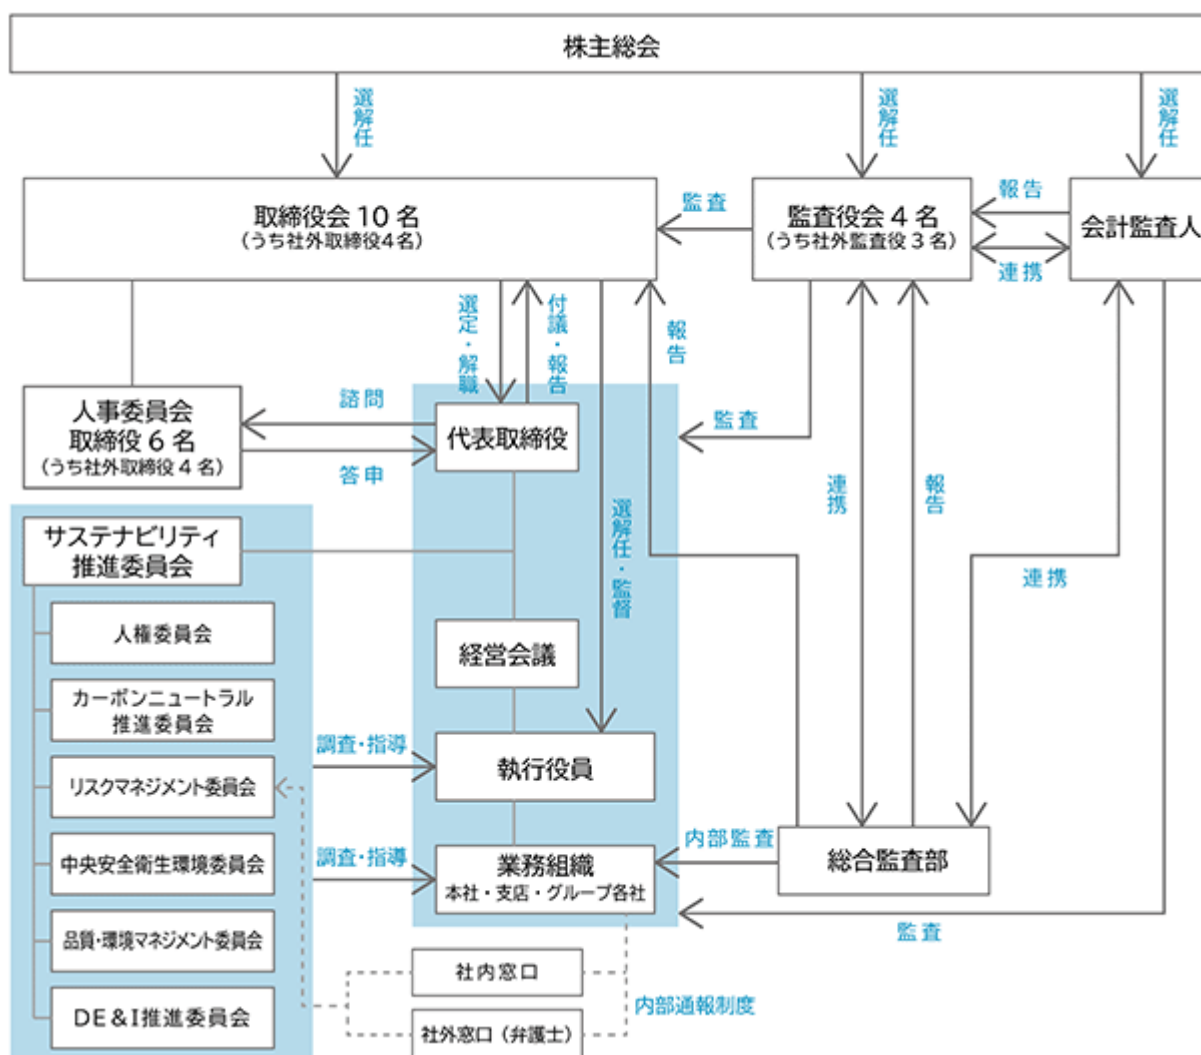 株主総会
選解任
選解任
選解任
取締役会 10 名
(うち社外取締役4名)
監査
監査役会 4 名
(うち社外監査役 3 名)
報告
連携
会計監査人
選定・解職
付議・報告
報告
人事委員会
取締役 6 名
(うち社外取締役 4 名)
諮問
答申
代表取締役
監査
選解任・監督
連携
報告
連携
サステナビリティ
推進委員会
人権委員会
カーボンニュートラル
推進委員会
リスクマネジメント委員会
中央安全衛生環境委員会
品質・環境マネジメント委員会
DE&I推進委員会
経営会議
調査・指導
執行役員
調査・指導
業務組織
本社・支店・グループ各社
内部監査
総合監査部
監査
社内窓口
社外窓口（弁護士）
内部通報制度